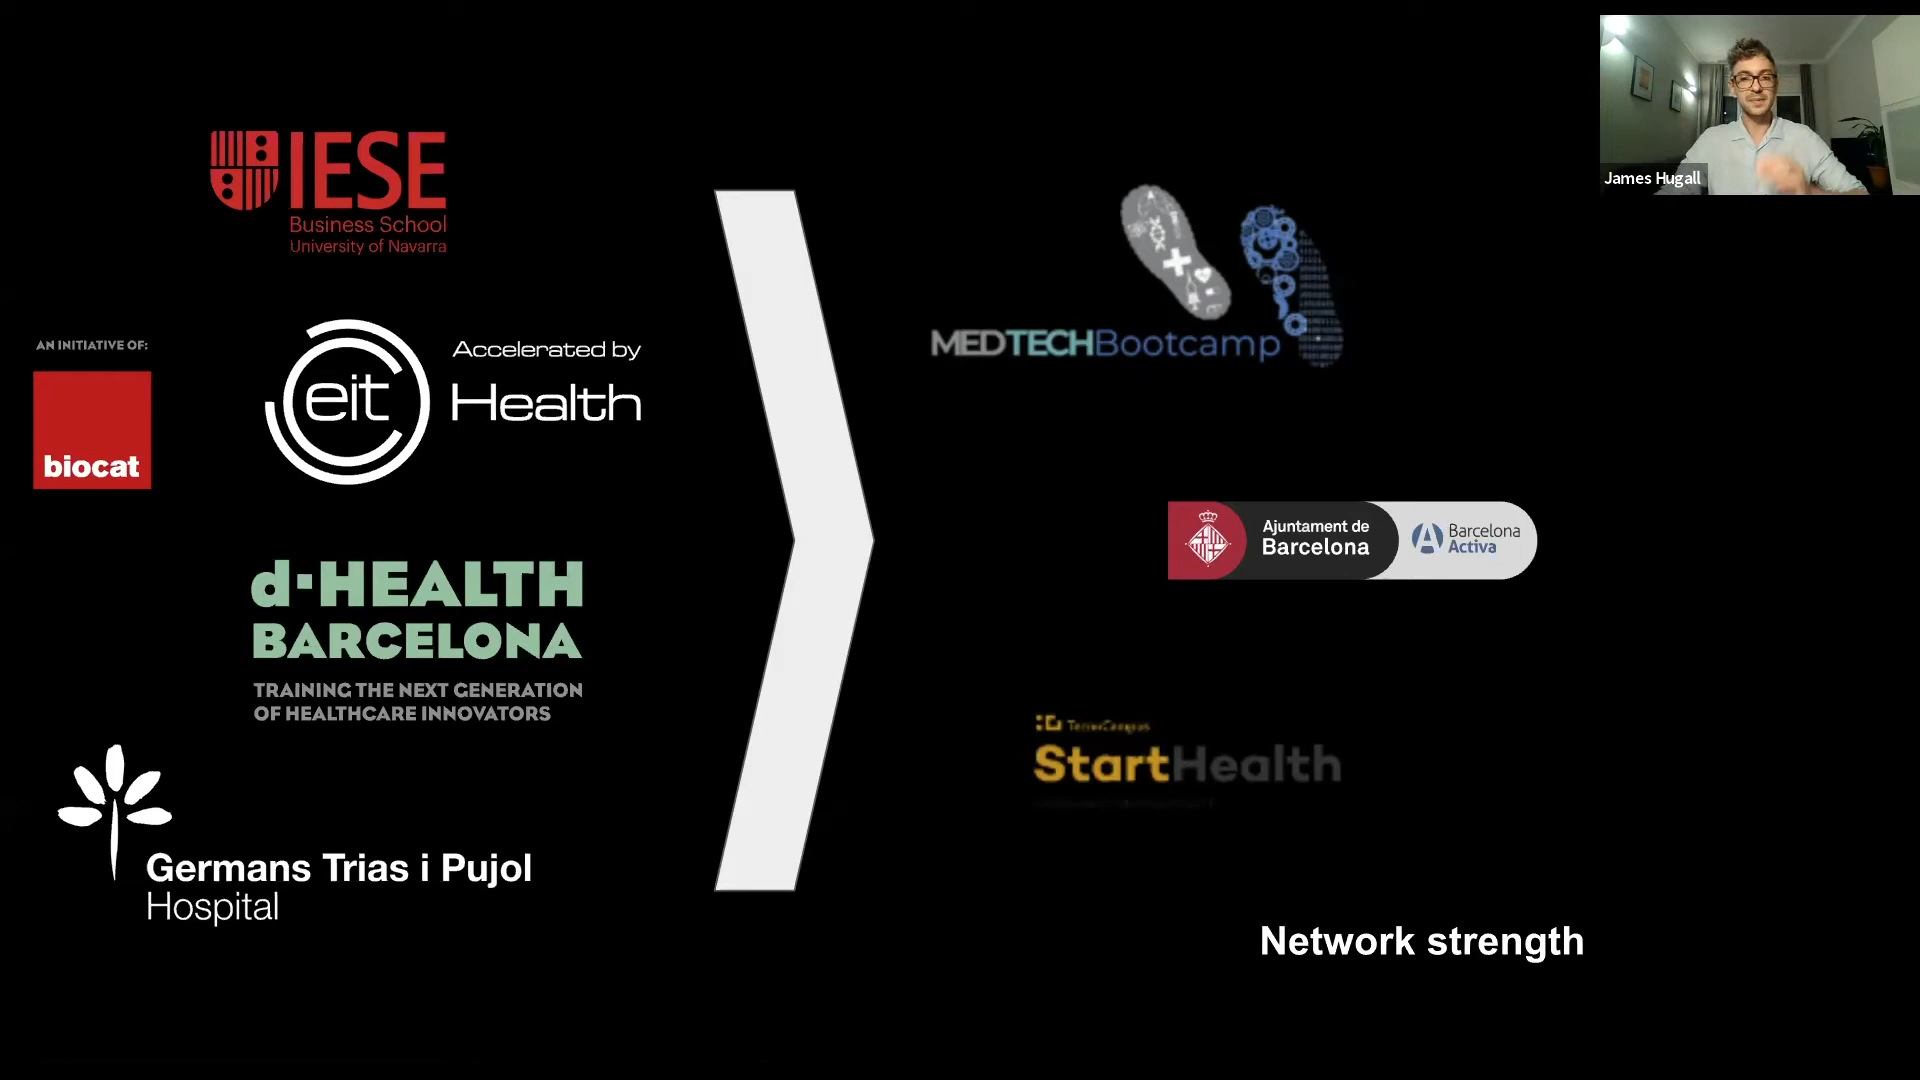 IESE
Business School
University of Navarra
AN INITIATIVE OF:
biocat
eit
Accelerated by
Health
d·HEALTH
BARCELONA
TRAINING THE NEXT GENERATION
OF HEALTHCARE INNOVATORS
Germans Trias i Pujol
Hospital
MEDTECHBootcamp
Ajuntament de
Barcelona
Barcelona
Activa
TecnoCampus
StartHealth
Network strength
James Hugall